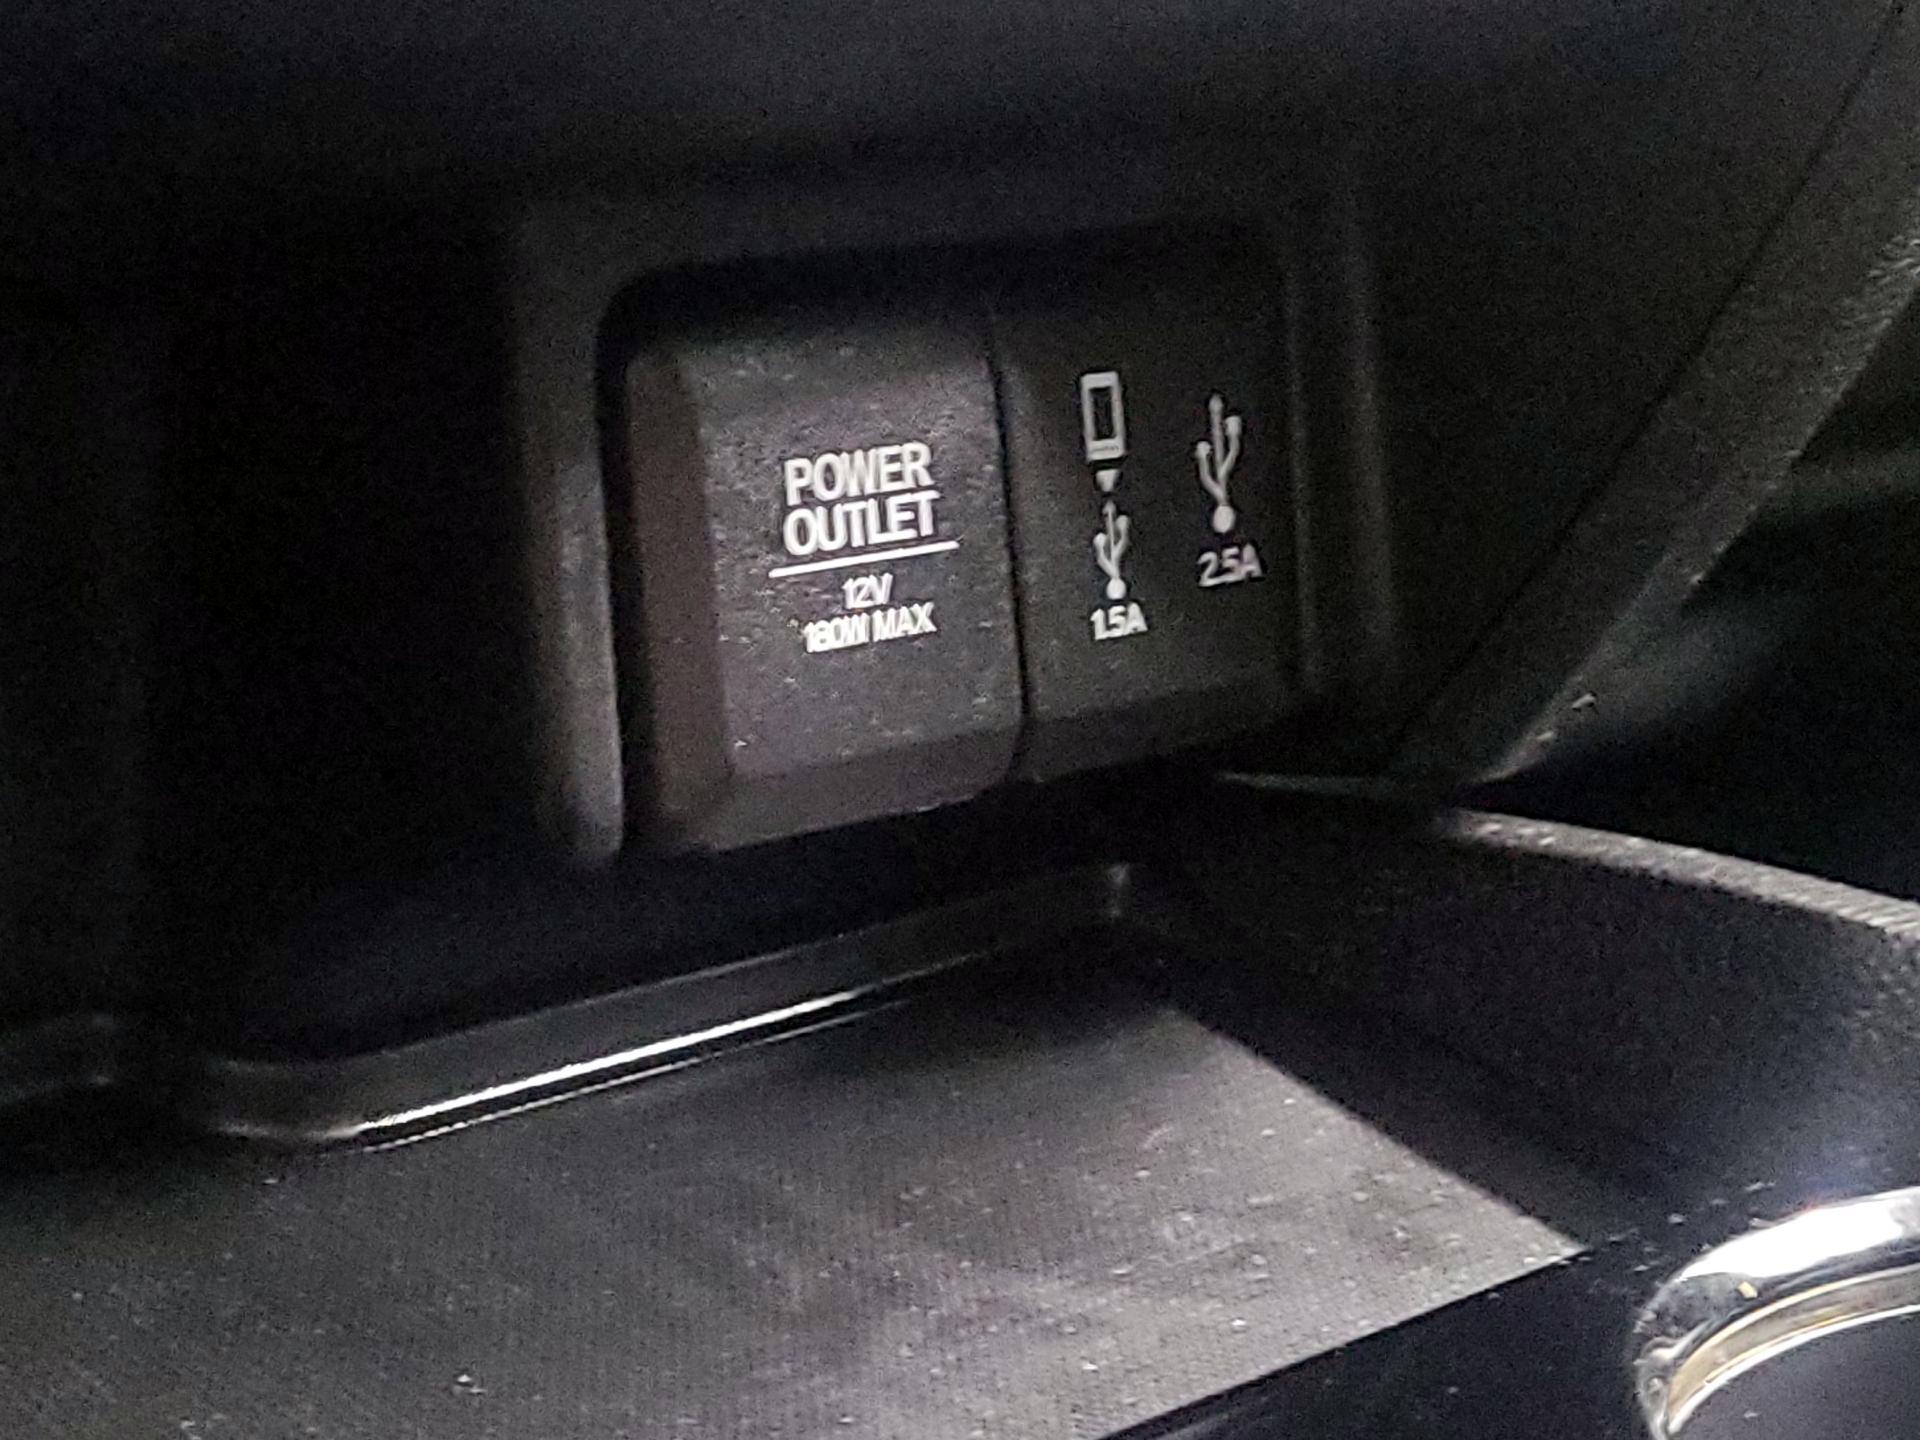 POWER
OUTLET
12V
180W MAX
1.5A
2.5A